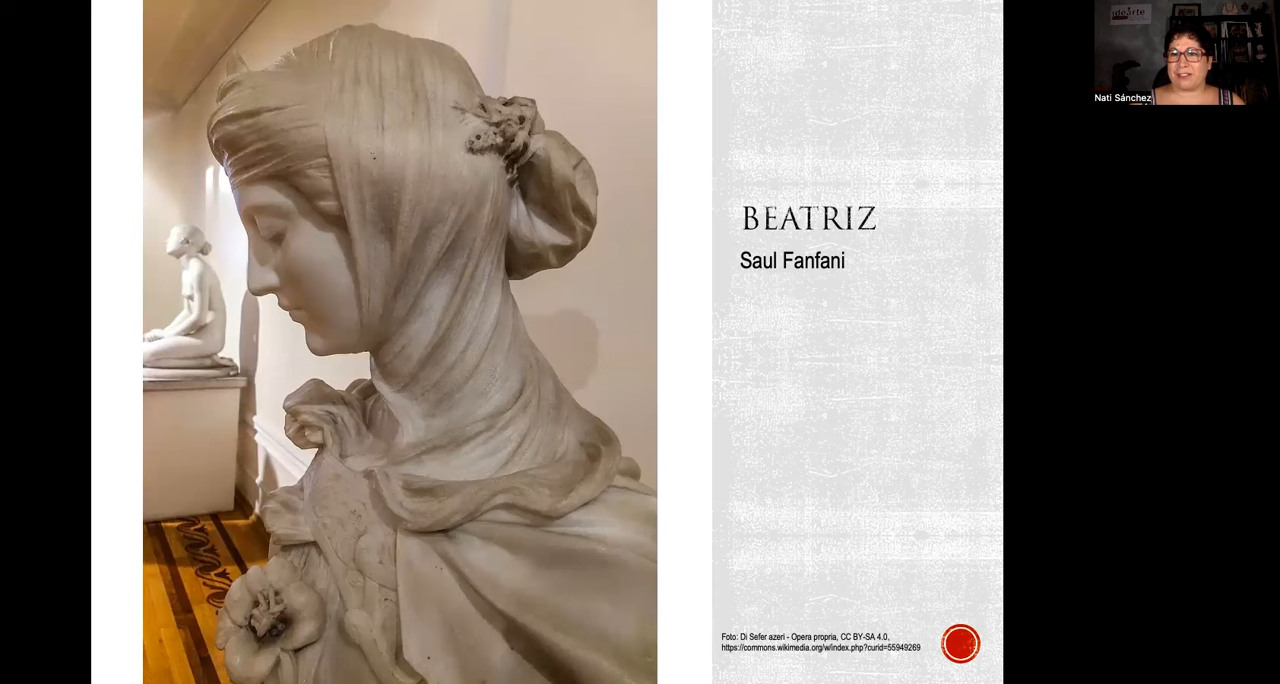 BEATRIZ
Saul Fanfani
Foto: Di Sefer azeri - Opera propria, CC BY-SA 4.0,
https://commons.wikimedia.org/w/index.php?curid=55949269
idearte
Nati Sánchez